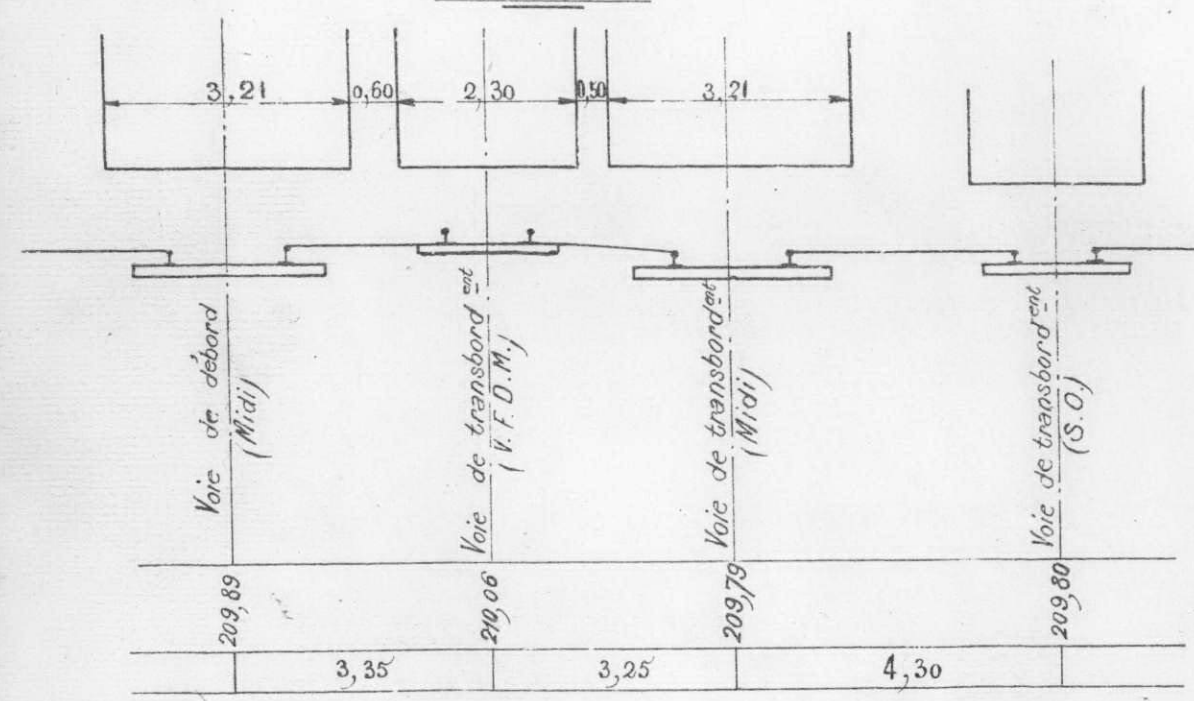 3,21
0,60
2,30
0,50
3,21
Voie de débord
(Midi)
Voie de transbord ent
(V.F.D.M.)
Voie de transbord ent
(Midi)
Voie de transbord ent
(S.O.)
209,89
210,06
209,79
209,80
3,35
3,25
4,30